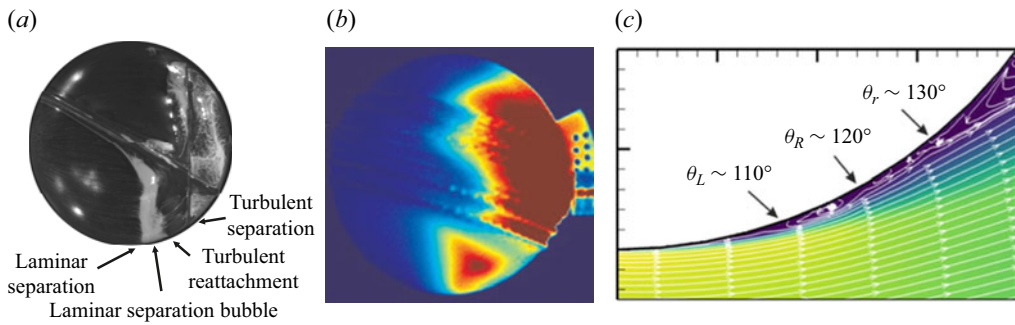 (a)
(b)
(c)
θr ~ 130°
θR ~ 120°
θL ~ 110°
Turbulent
separation
Laminar
separation
Turbulent
reattachment
Laminar separation bubble